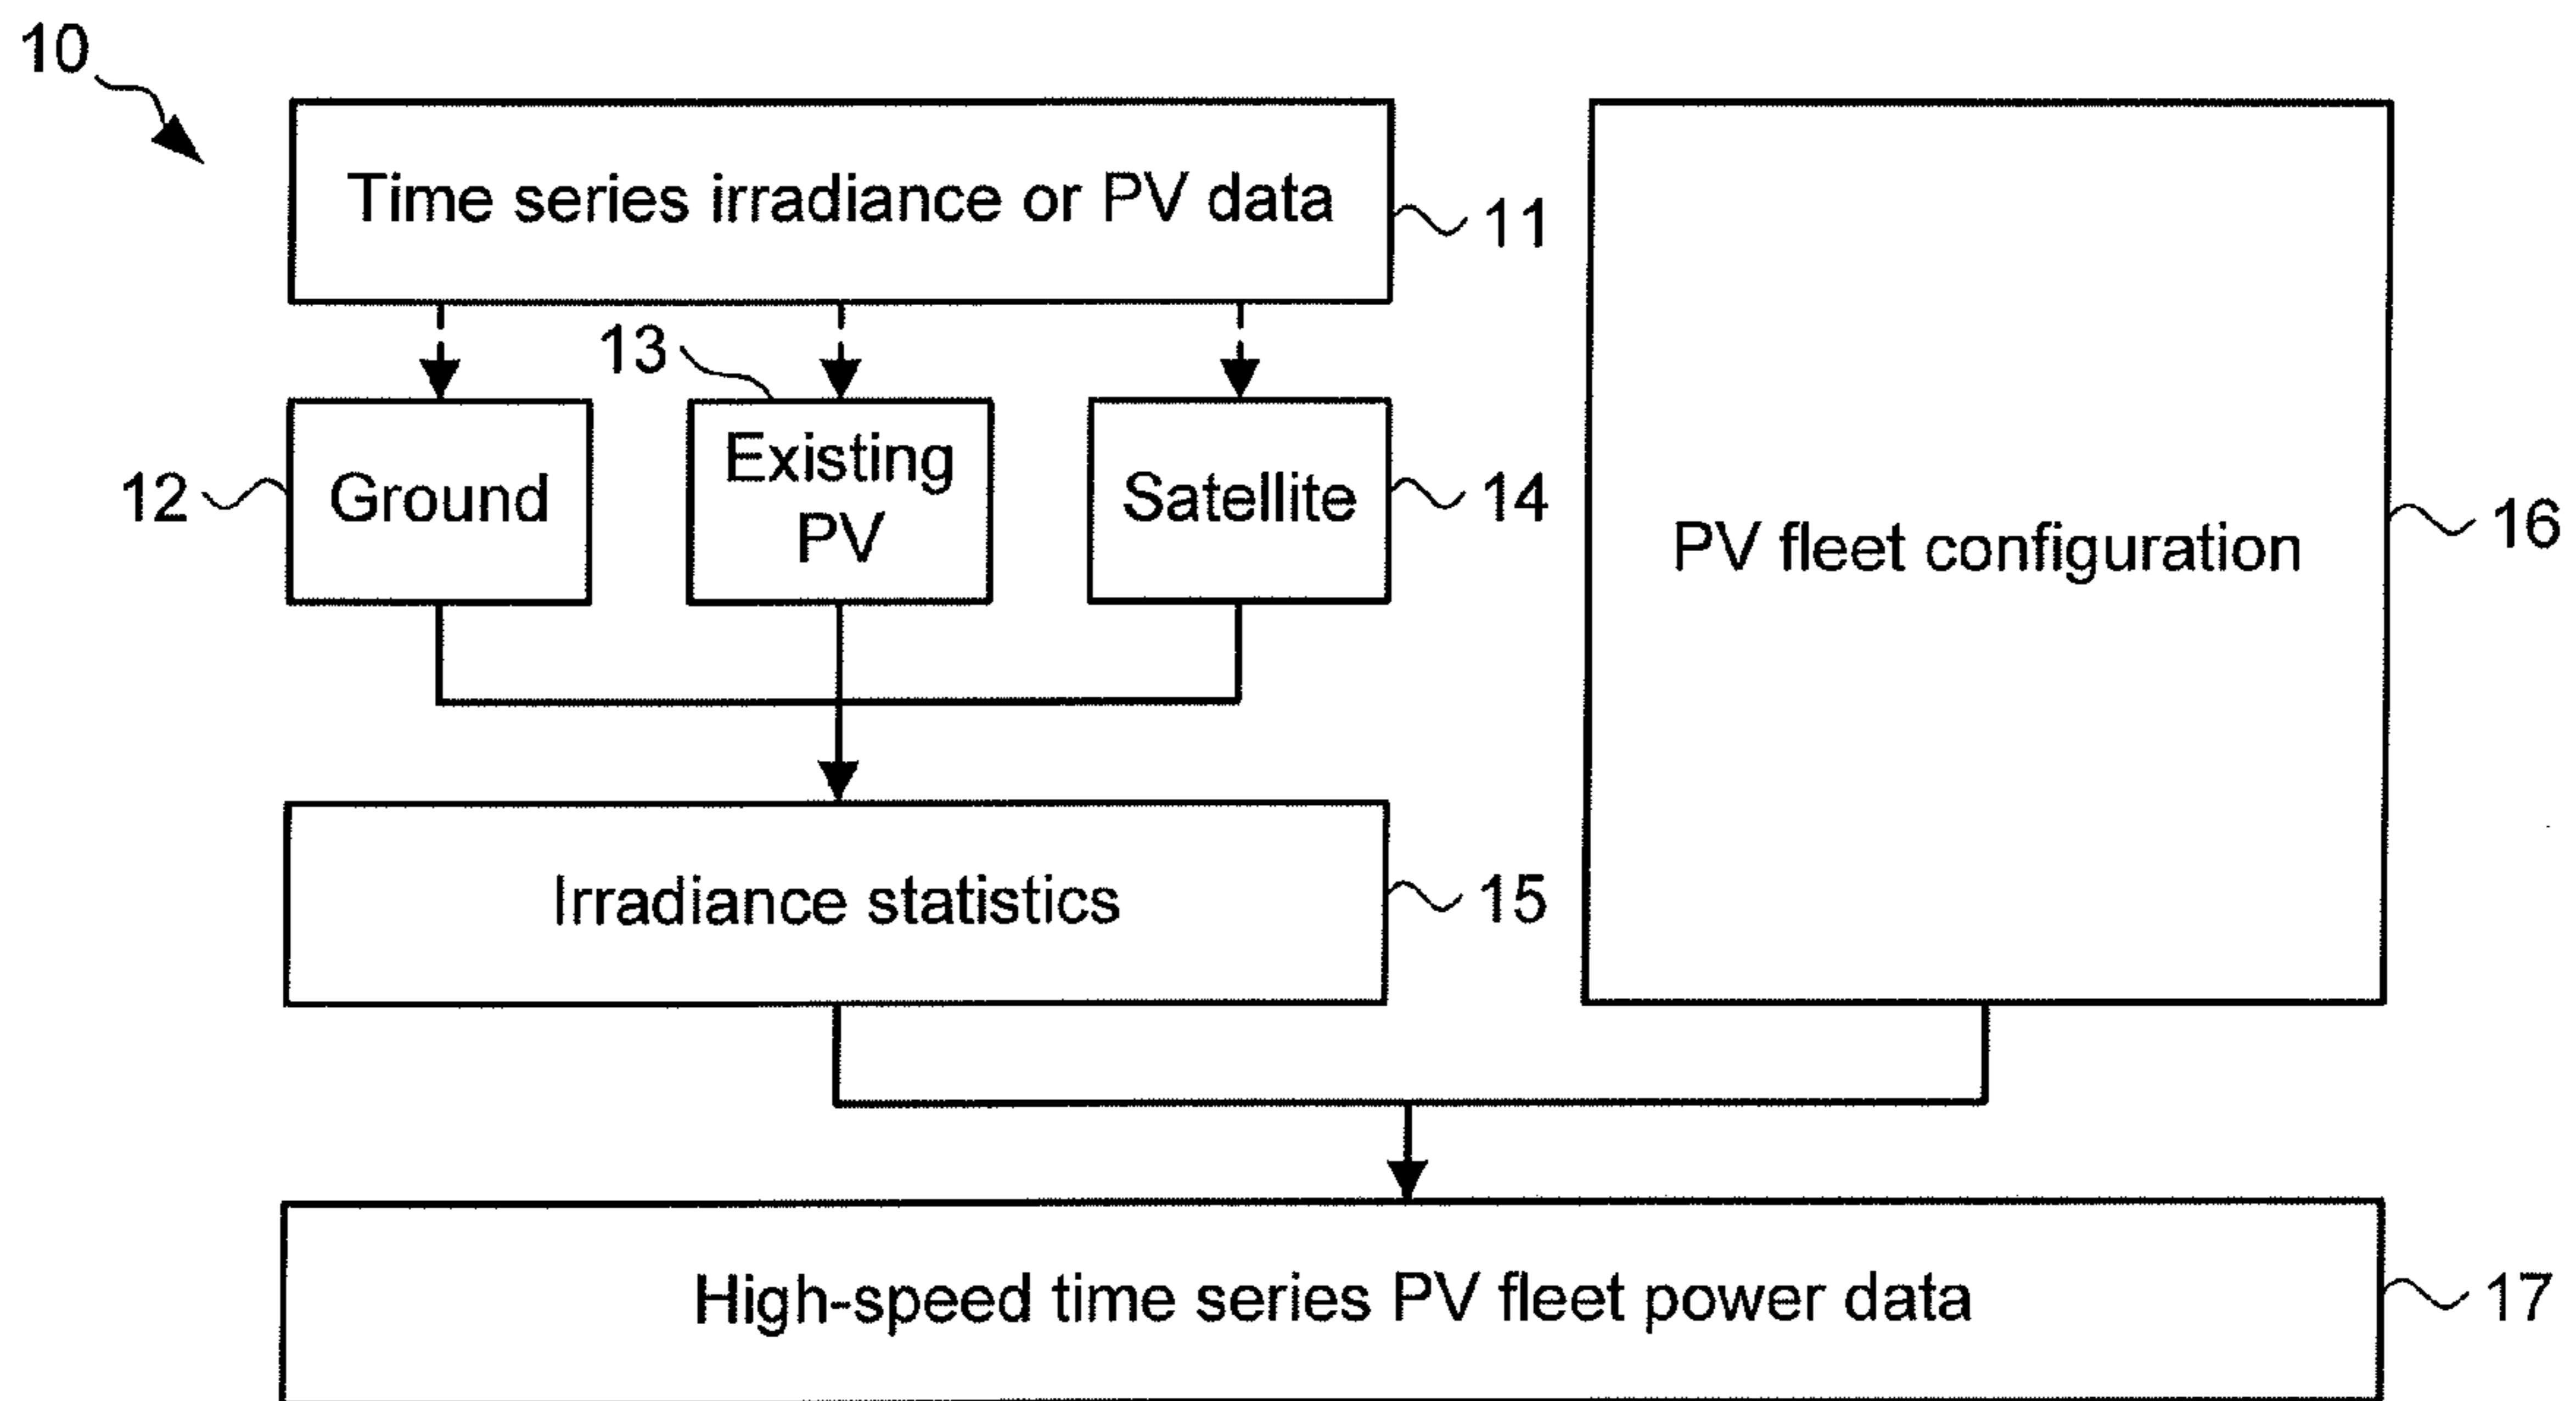 10
Time series irradiance or PV data
11
13
12
Ground
Existing
PV
Satellite
14
PV fleet configuration
16
Irradiance statistics
15
High-speed time series PV fleet power data
17